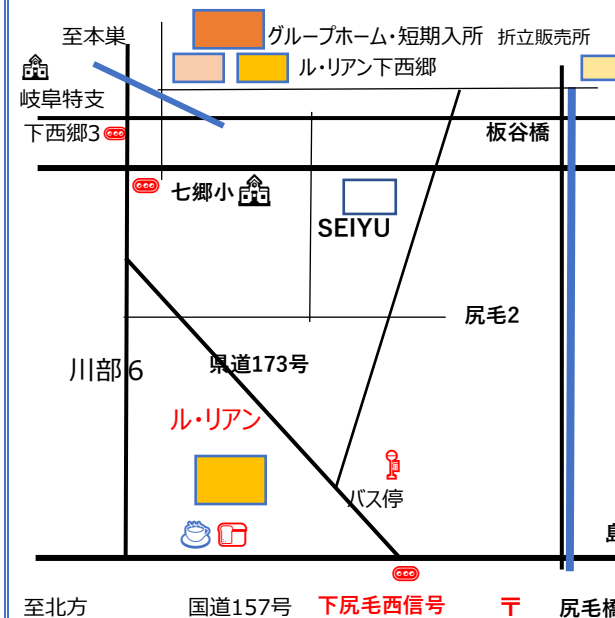 至本巣
グループホーム・短期入所
折立販売所
ル・リアン下西郷
岐阜特支
下西郷3
板谷橋
七郷小
SEIYU
尻毛2
川部6
県道173号
ル・リアン
バス停
島
至北方
国道157号
下尻毛西信号
〒
尻毛橋